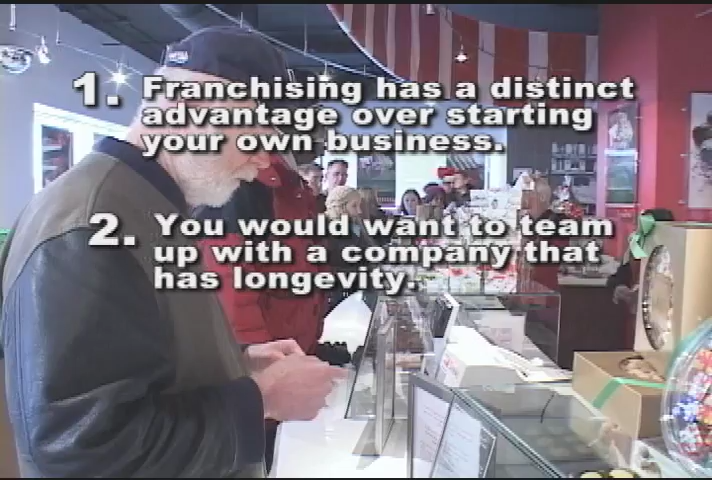 1. Franchising has a distinct
advantage over starting
your own business.
2. You would want to team
up with a company that
has longevity.